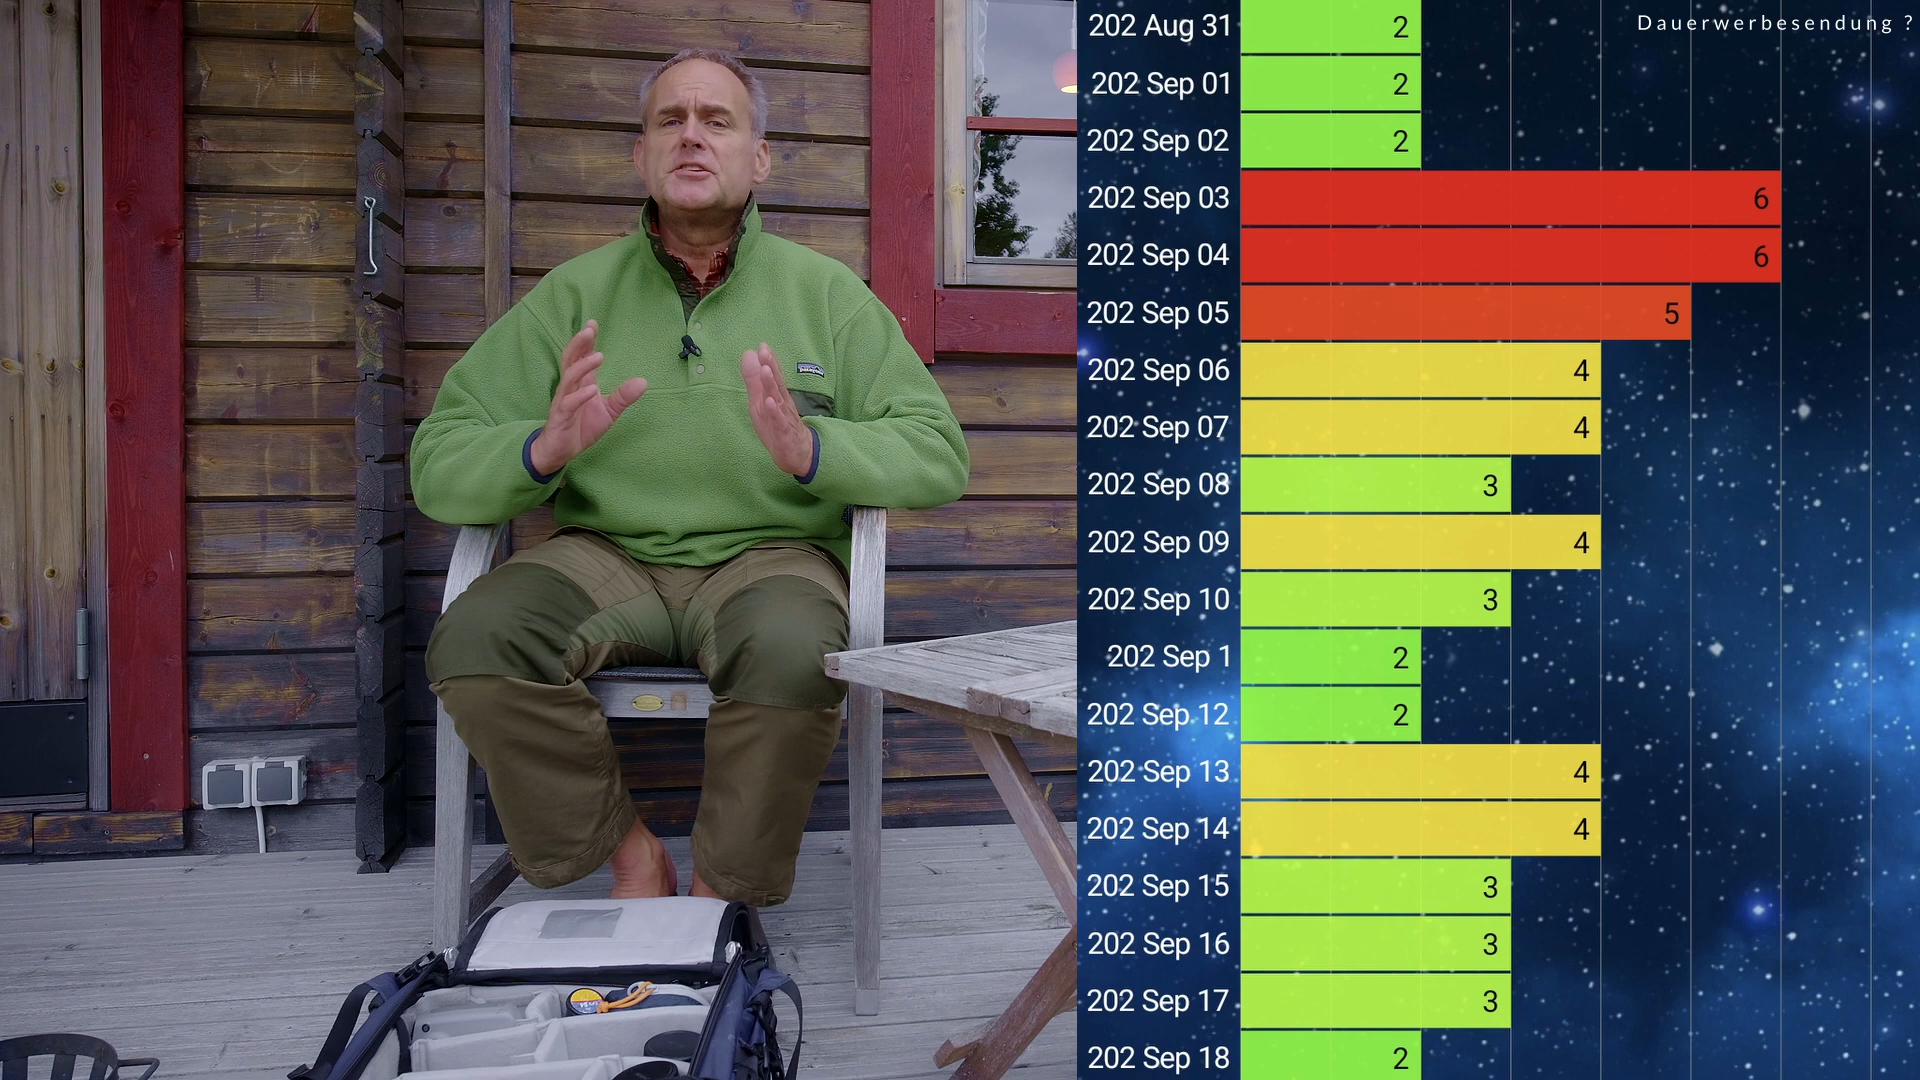 Dauerwerbesendung ?
202 Aug 31 2
202 Sep 01 2
202 Sep 02 2
202 Sep 03 6
202 Sep 04 6
202 Sep 05 5
202 Sep 06 4
202 Sep 07 4
202 Sep 08 3
202 Sep 09 4
202 Sep 10 3
202 Sep 1 2
202 Sep 12 2
202 Sep 13 4
202 Sep 14 4
202 Sep 15 3
202 Sep 16 3
202 Sep 17 3
202 Sep 18 2